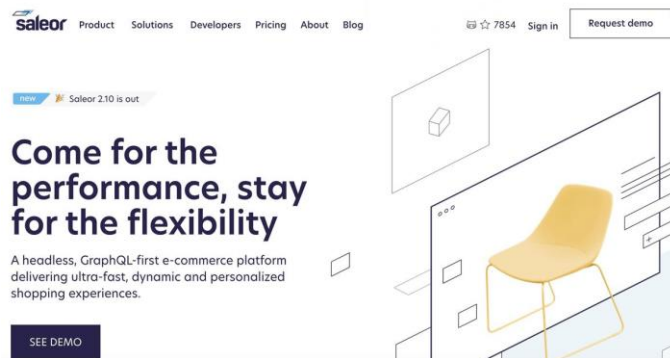 saleor Product Solutions Developers Pricing About Blog 7854 Sign in Request demo
new Saleor 2.10 is out
Come for the
performance, stay
for the flexibility
A headless, GraphQL-first e-commerce platform
delivering ultra-fast, dynamic and personalized
shopping experiences.
SEE DEMO